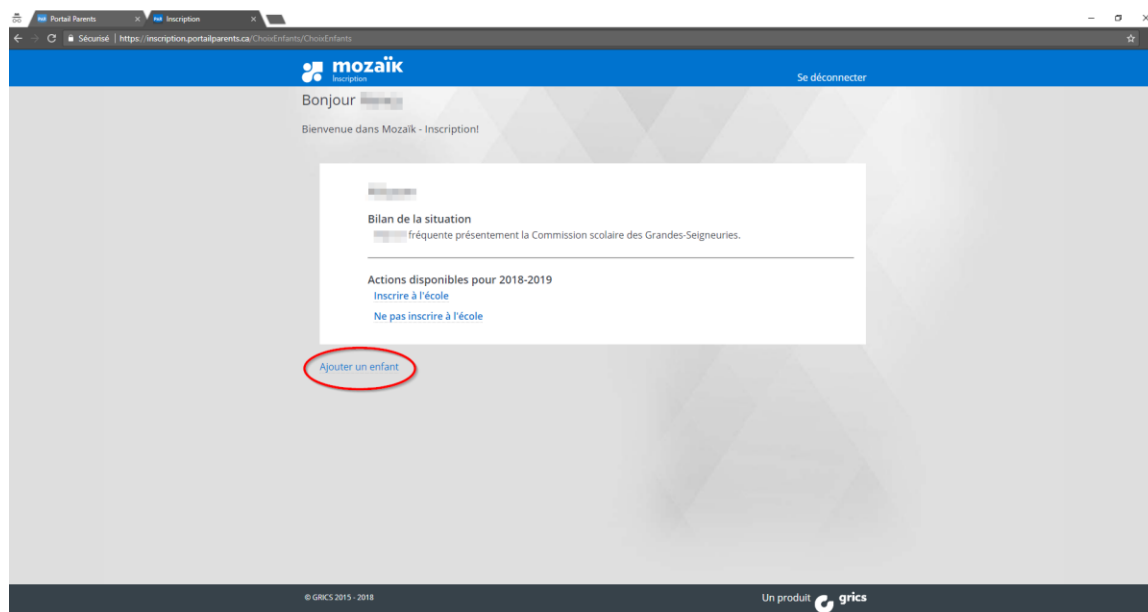 Portail Parents
Inscription
Sécurisé | https://inscription.portailparents.ca/ChoixEnfants/ChoixEnfants
mozaïk
Inscription
Se déconnecter
Bonjour
Bienvenue dans Mozaïk - Inscription!
Bilan de la situation
fréquente présentement la Commission scolaire des Grandes-Seigneuries.
Actions disponibles pour 2018-2019
Inscrire à l'école
Ne pas inscrire à l'école
Ajouter un enfant
© GRICS 2015 - 2018
Un produit grics